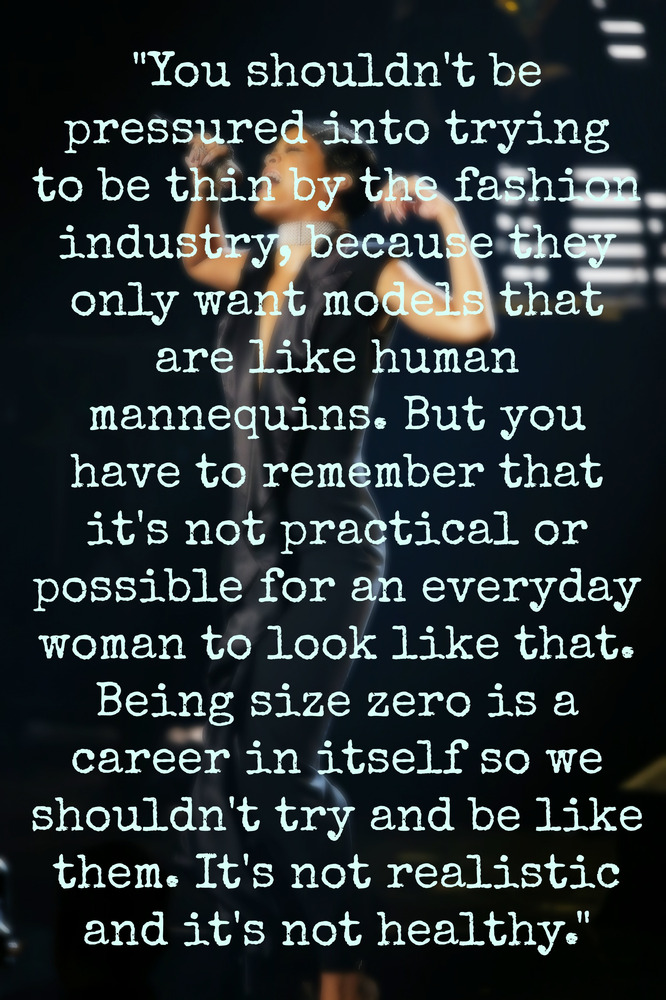 "You shouldn't be
pressured into trying
to be thin by the fashion
industry, because they
only want models that
are like human
mannequins. But you
have to remember that
it's not practical or
possible for an everyday
woman to look like that.
Being size zero is a
career in itself so we
shouldn't try and be like
them. It's not realistic
and it's not healthy."